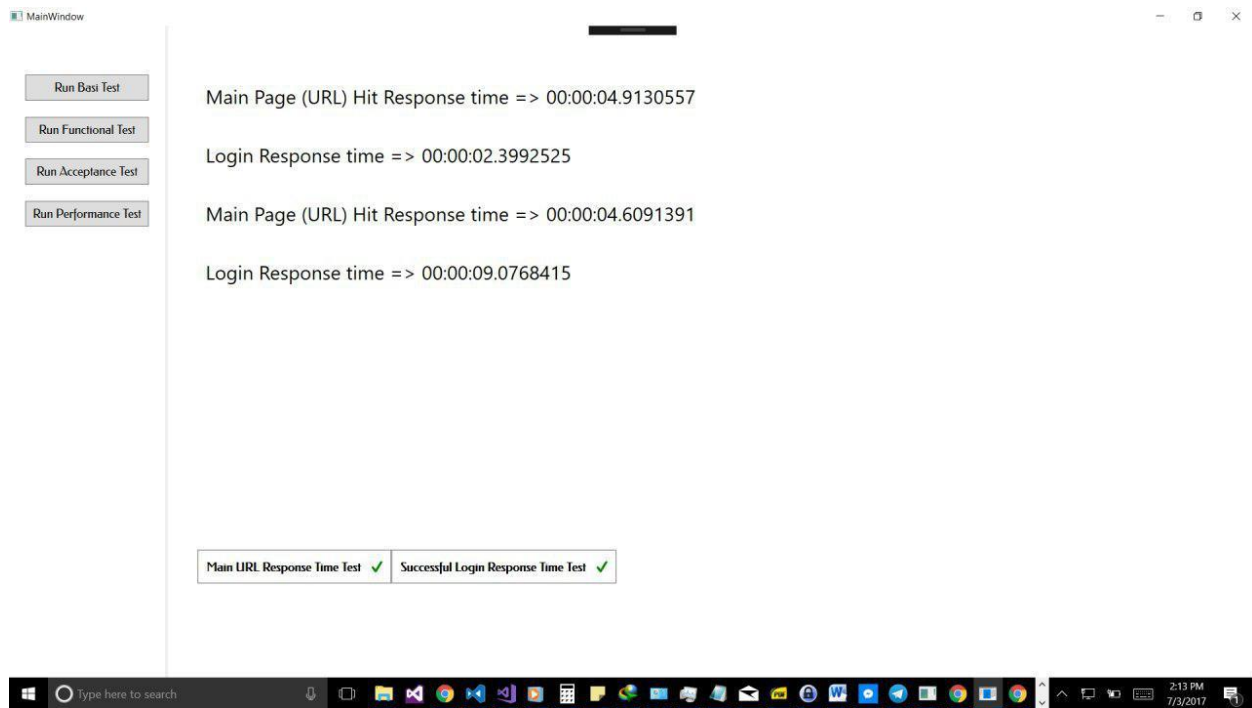 MainWindow
Run Basi Test
Run Functional Test
Run Acceptance Test
Run Performance Test
Main Page (URL) Hit Response time => 00:00:04.9130557
Login Response time => 00:00:02.3992525
Main Page (URL) Hit Response time => 00:00:04.6091391
Login Response time => 00:00:09.0768415
Main URL Response Time Test ✓ Successful Login Response Time Test ✓
Type here to search
2:13 PM
7/3/2017